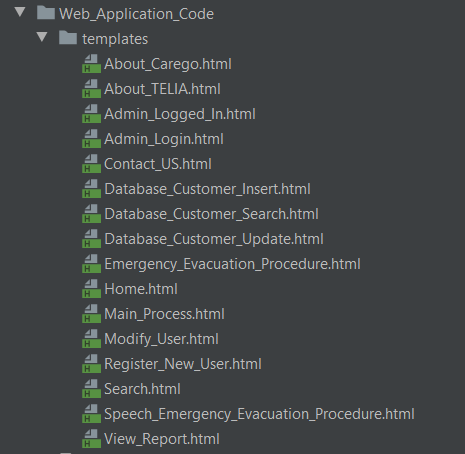 Web_Application_Code
templates
About_Carego.html
About_TELIA.html
Admin_Logged_In.html
Admin_Login.html
Contact_US.html
Database_Customer_Insert.html
Database_Customer_Search.html
Database_Customer_Update.html
Emergency_Evacuation_Procedure.html
Home.html
Main_Process.html
Modify_User.html
Register_New_User.html
Search.html
Speech_Emergency_Evacuation_Procedure.html
View_Report.html